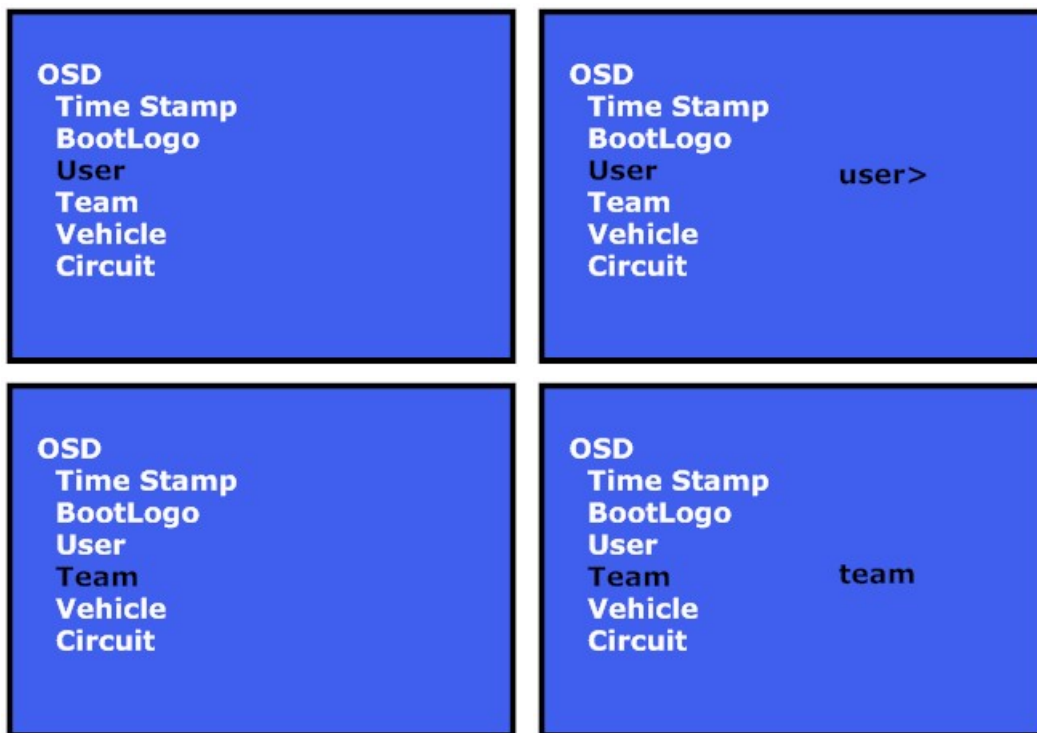 OSD
Time Stamp
BootLogo
User
Team
Vehicle
Circuit
OSD
Time Stamp
BootLogo
User user>
Team
Vehicle
Circuit
OSD
Time Stamp
BootLogo
User
Team
Vehicle
Circuit
OSD
Time Stamp
BootLogo
User
Team team
Vehicle
Circuit